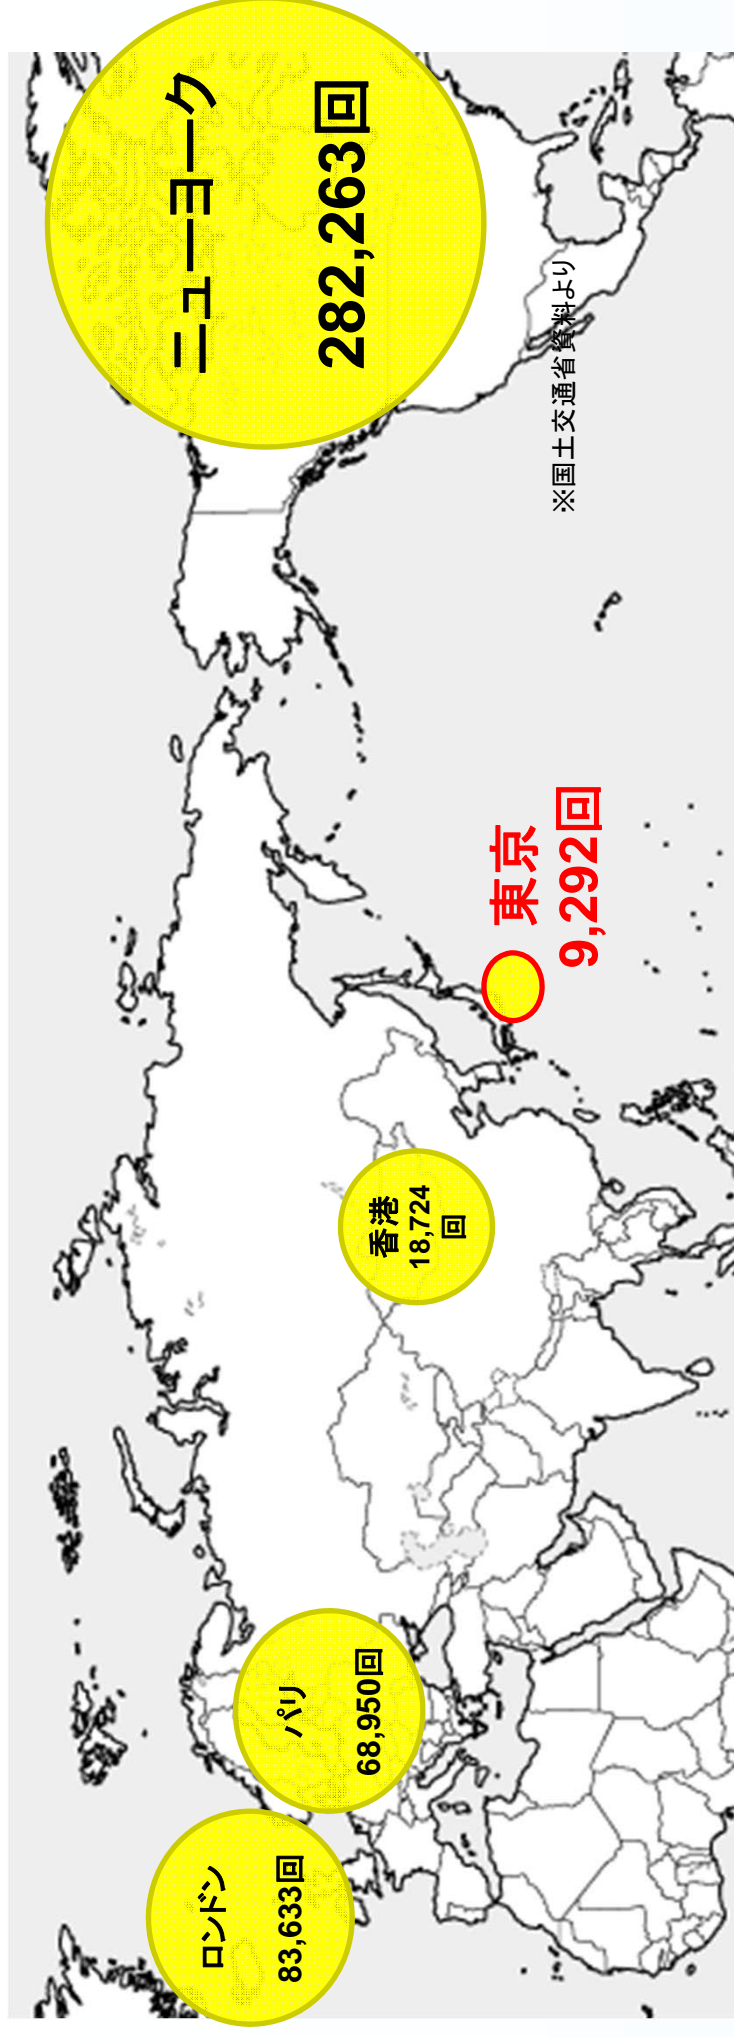 ロンドン
83,633回
パリ
68,950回
香港
18,724
回
東京
9,292回
ニューヨーク
282,263回
※国土交通省資料より